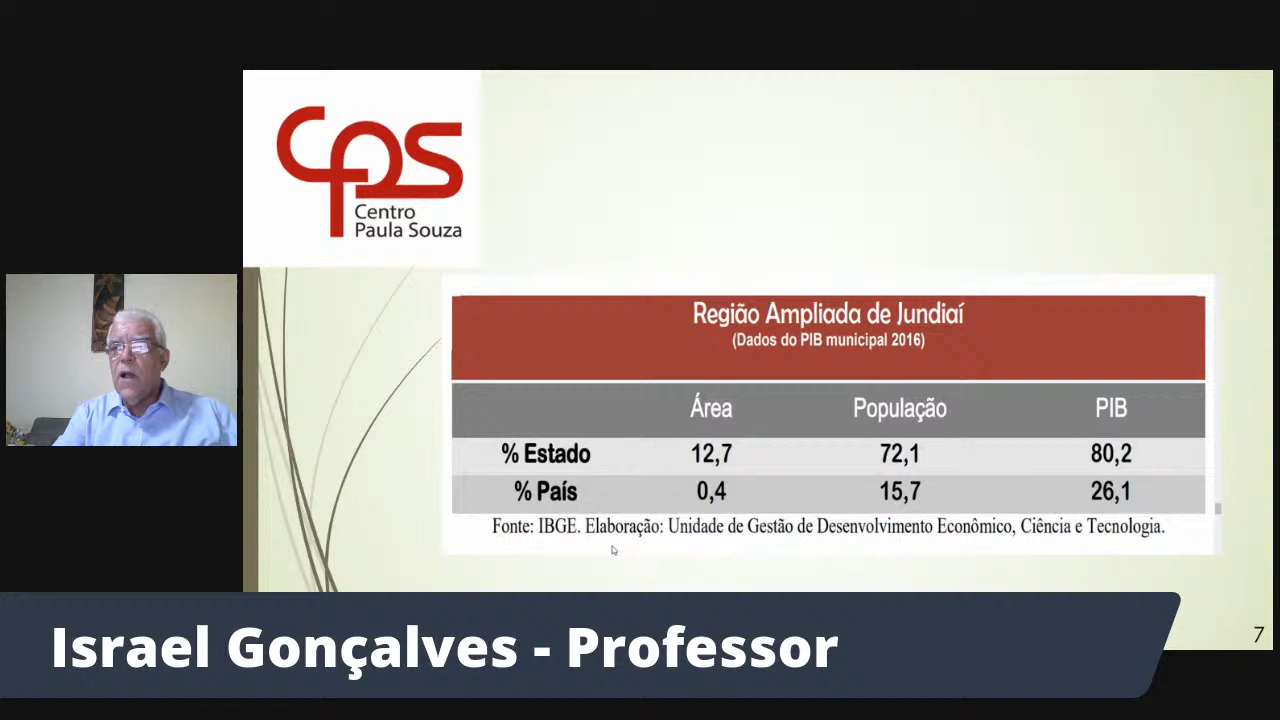 cps
Centro
Paula Souza
Região Ampliada de Jundiaí
(Dados do PIB municipal 2016)
Área População PIB
% Estado 12,7 72,1 80,2
% País 0,4 15,7 26,1
Fonte: IBGE. Elaboração: Unidade de Gestão de Desenvolvimento Econômico, Ciência e Tecnologia.
Israel Gonçalves - Professor
7